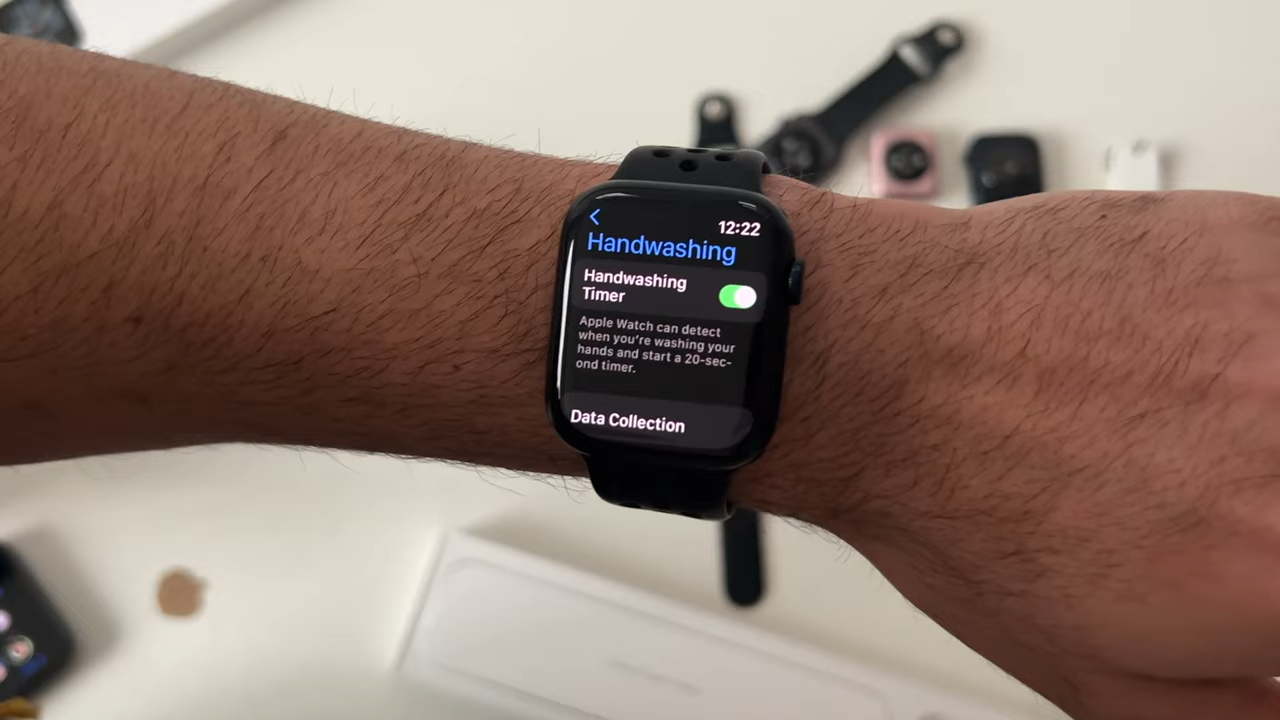 12:22
Handwashing
Handwashing
Timer
Apple Watch can detect
when you're washing your
hands and start a 20-sec-
ond timer.
Data Collection